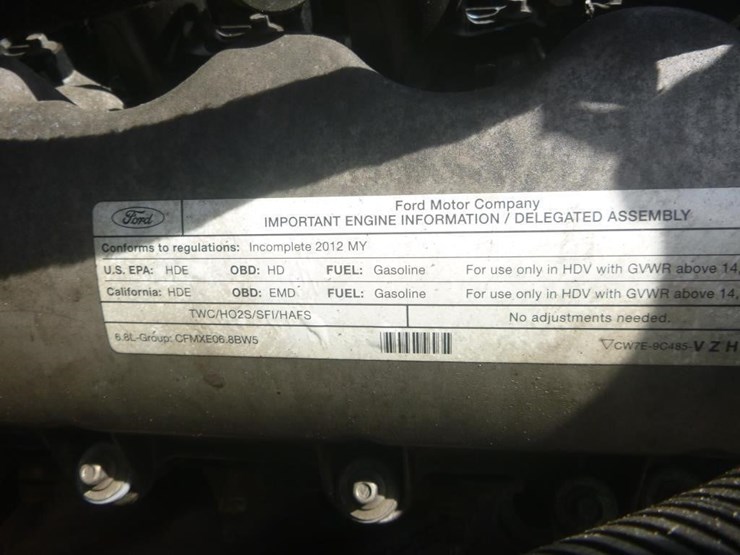 Ford
Ford Motor Company
IMPORTANT ENGINE INFORMATION / DELEGATED ASSEMBLY
Conforms to regulations: Incomplete 2012 MY
U.S. EPA: HDE OBD: HD FUEL: Gasoline For use only in HDV with GVWR above 14,
California: HDE OBD: EMD FUEL: Gasoline For use only in HDV with GVWR above 14,
TWC/HO2S/SFI/HAFS No adjustments needed.
6.8L-Group: CFMXE06.8BW5 CW7E-9C485-VZH